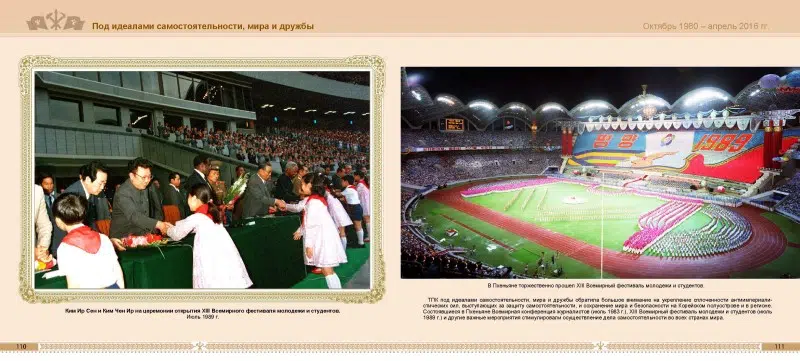 Под идеалами самостоятельности, мира и дружбы
Октябрь 1980 – апрель 2016 гг.
평양
1989
Ким Ир Сен и Ким Чен Ир на церемонии открытия XIII Всемирного фестиваля молодежи и студентов.
Июль 1989 г.
В Пхеньяне торжественно прошел XIII Всемирный фестиваль молодежи и студентов.
ТПК под идеалами самостоятельности, мира и дружбы обратила большое внимание на укрепление сплоченности антиимпериали-
стических сил, выступающих за защиту самостоятельности, и сохранение мира и безопасности на Корейском полуострове и в регионе.
Состоявшиеся в Пхеньяне Всемирная конференция журналистов (июль 1983 г.), XIII Всемирный фестиваль молодежи и студентов (июль
1989 г.) и другие важные мероприятия стимулировали осуществление дела самостоятельности во всех странах мира.
110
111